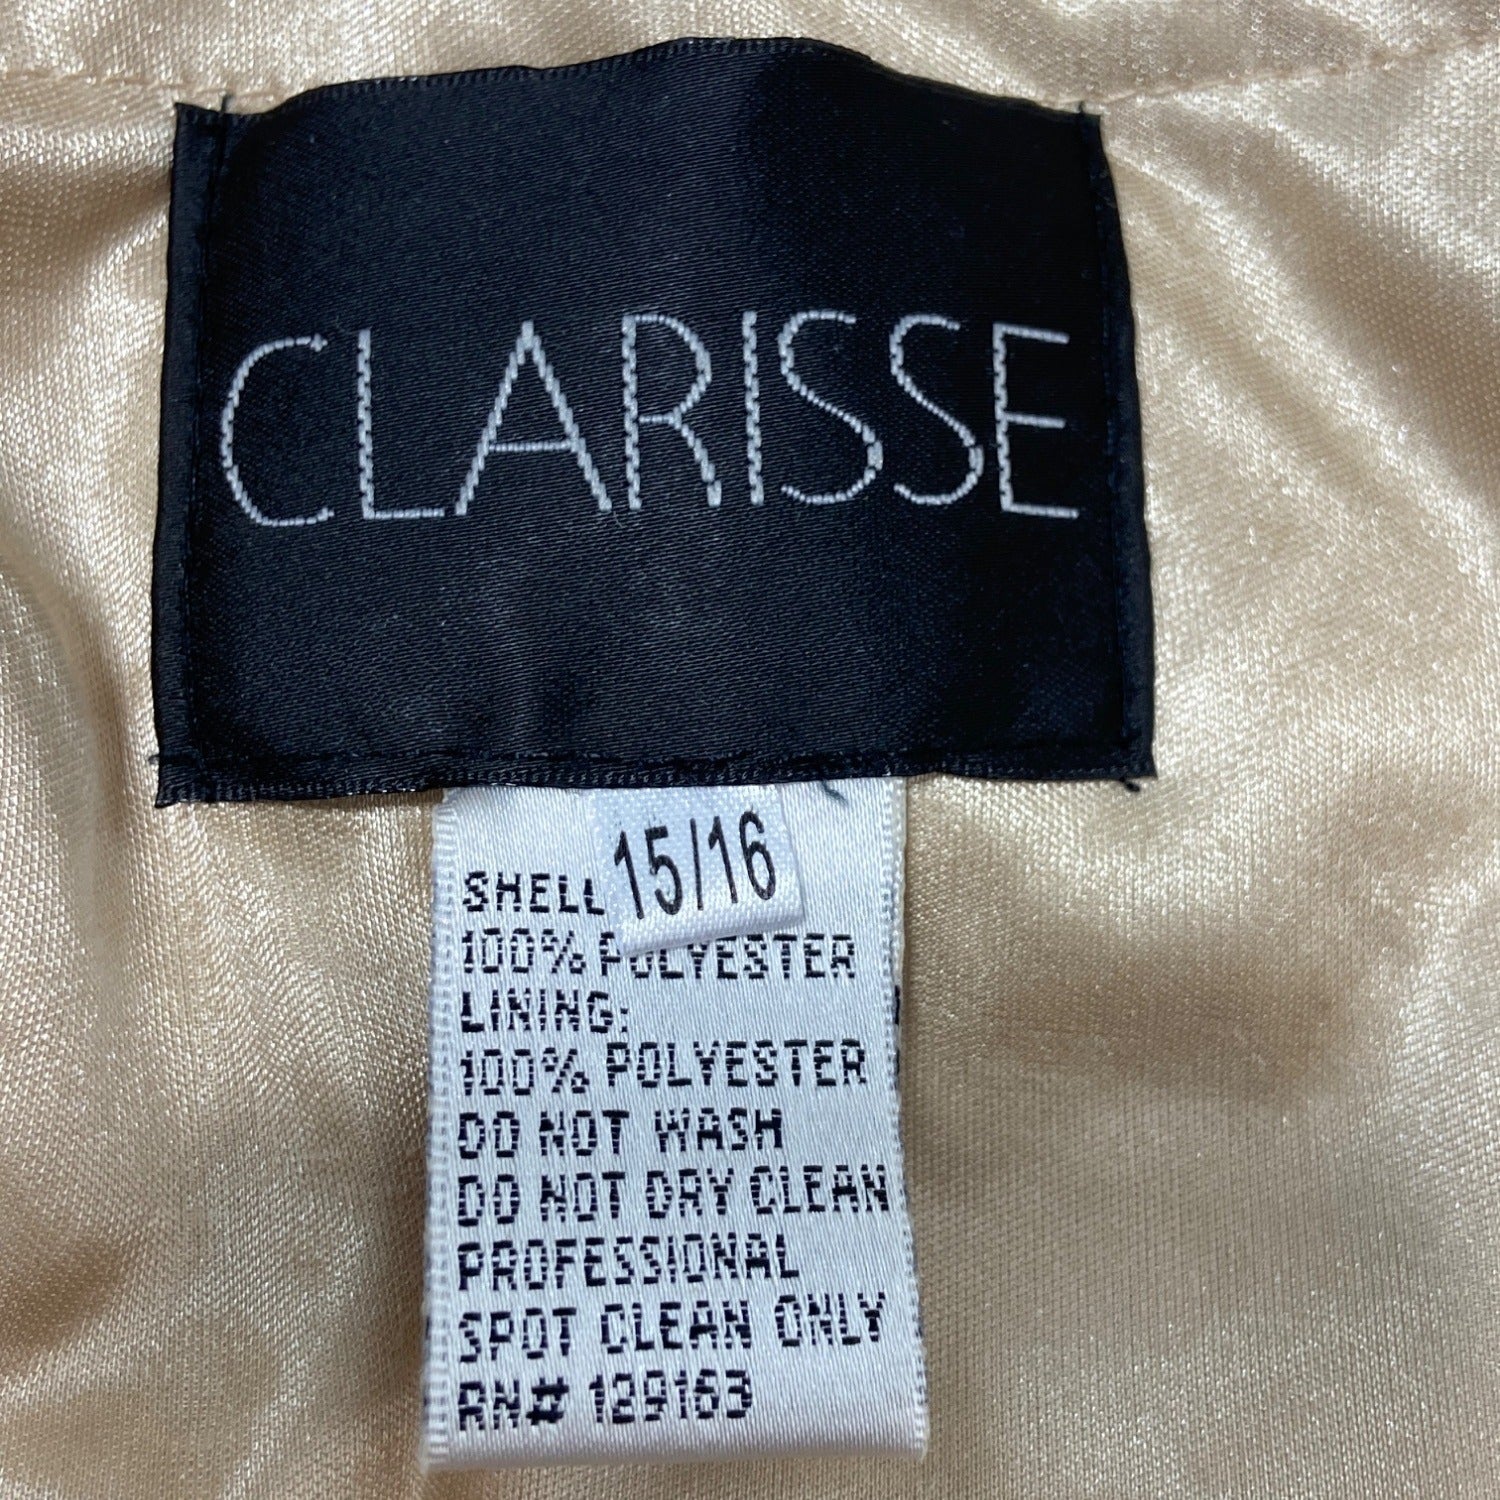 CLARISSE
15/16
SHELL
100% POLYESTER
LINING:
100% POLYESTER
DO NOT WASH
DO NOT DRY CLEAN
PROFESSIONAL
SPOT CLEAN ONLY
RN# 129163